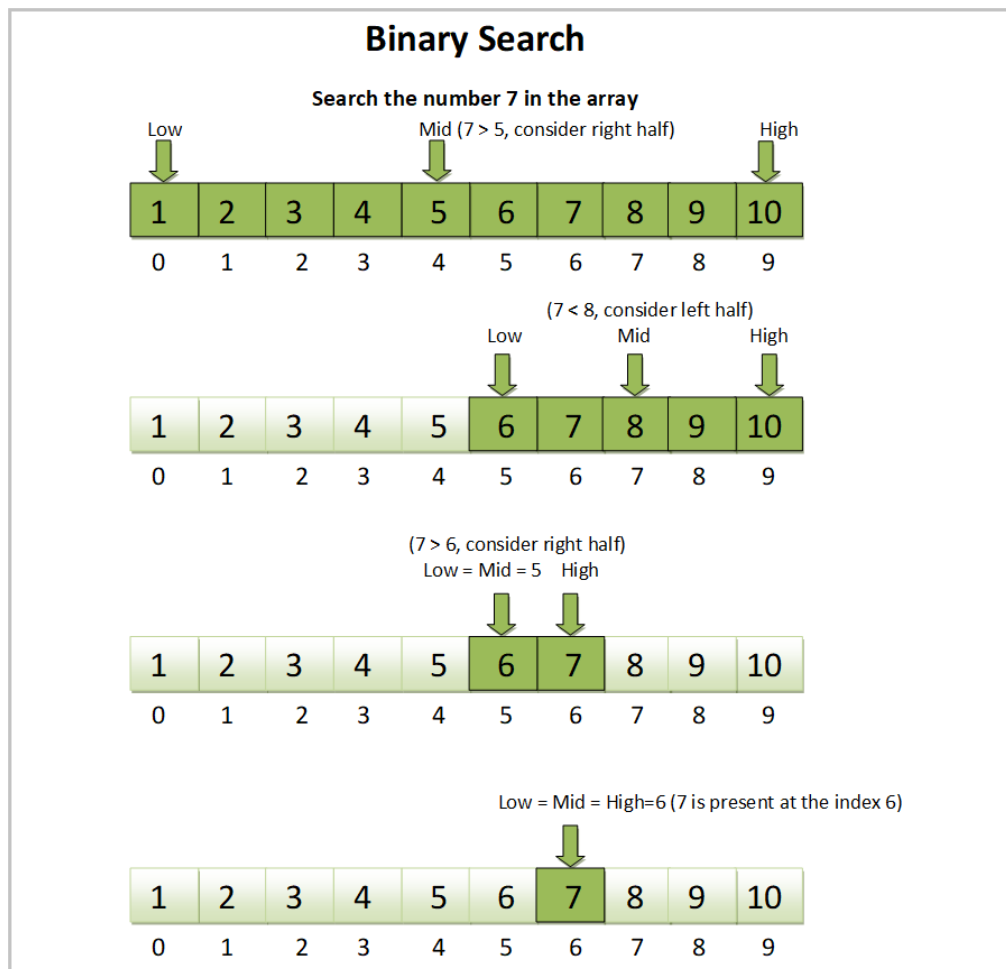 Binary Search
Search the number 7 in the array
Low Mid (7 > 5, consider right half) High
1 2 3 4 5 6 7 8 9 10
0 1 2 3 4 5 6 7 8 9
(7 < 8, consider left half)
Low Mid High
1 2 3 4 5 6 7 8 9 10
0 1 2 3 4 5 6 7 8 9
(7 > 6, consider right half)
Low = Mid = 5 High
1 2 3 4 5 6 7 8 9 10
0 1 2 3 4 5 6 7 8 9
Low = Mid = High=6 (7 is present at the index 6)
1 2 3 4 5 6 7 8 9 10
0 1 2 3 4 5 6 7 8 9